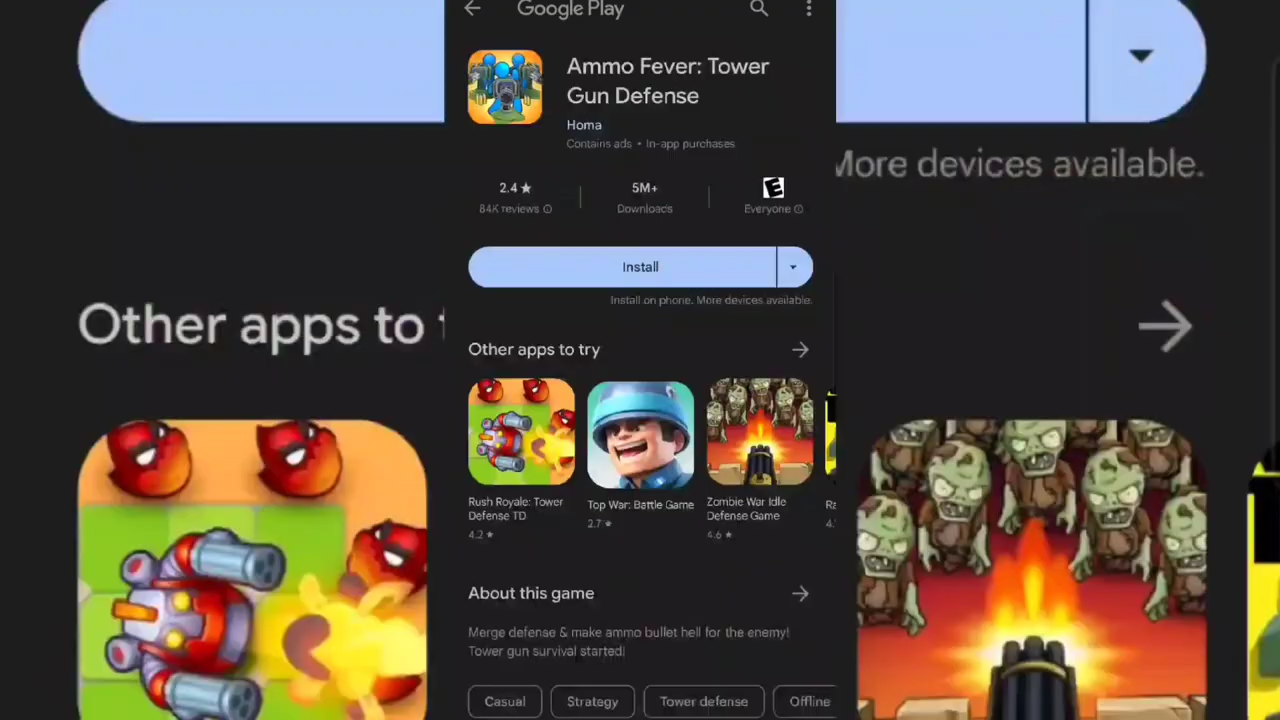 Google Play
Ammo Fever: Tower
Gun Defense
Homa
Contains ads • In-app purchases
2.4 ★
84K reviews
5M+
Downloads
E
Everyone
Install
Install on phone. More devices available.
More devices available.
Other apps to
Other apps to try
Rush Royale: Tower
Defense TD
4.2 ★
Top War: Battle Game
2.7 ★
Zombie War Idle
Defense Game
4.6 ★
Ra
4.
About this game
Merge defense & make ammo bullet hell for the enemy!
Tower gun survival started!
Casual
Strategy
Tower defense
Offline